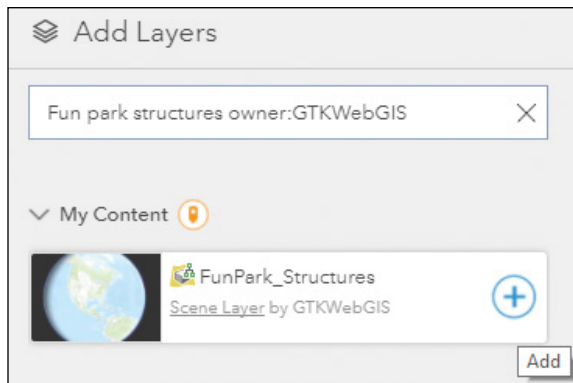 Add Layers
Fun park structures owner:GTKWebGIS
My Content
FunPark_Structures
Scene Layer by GTKWebGIS
Add